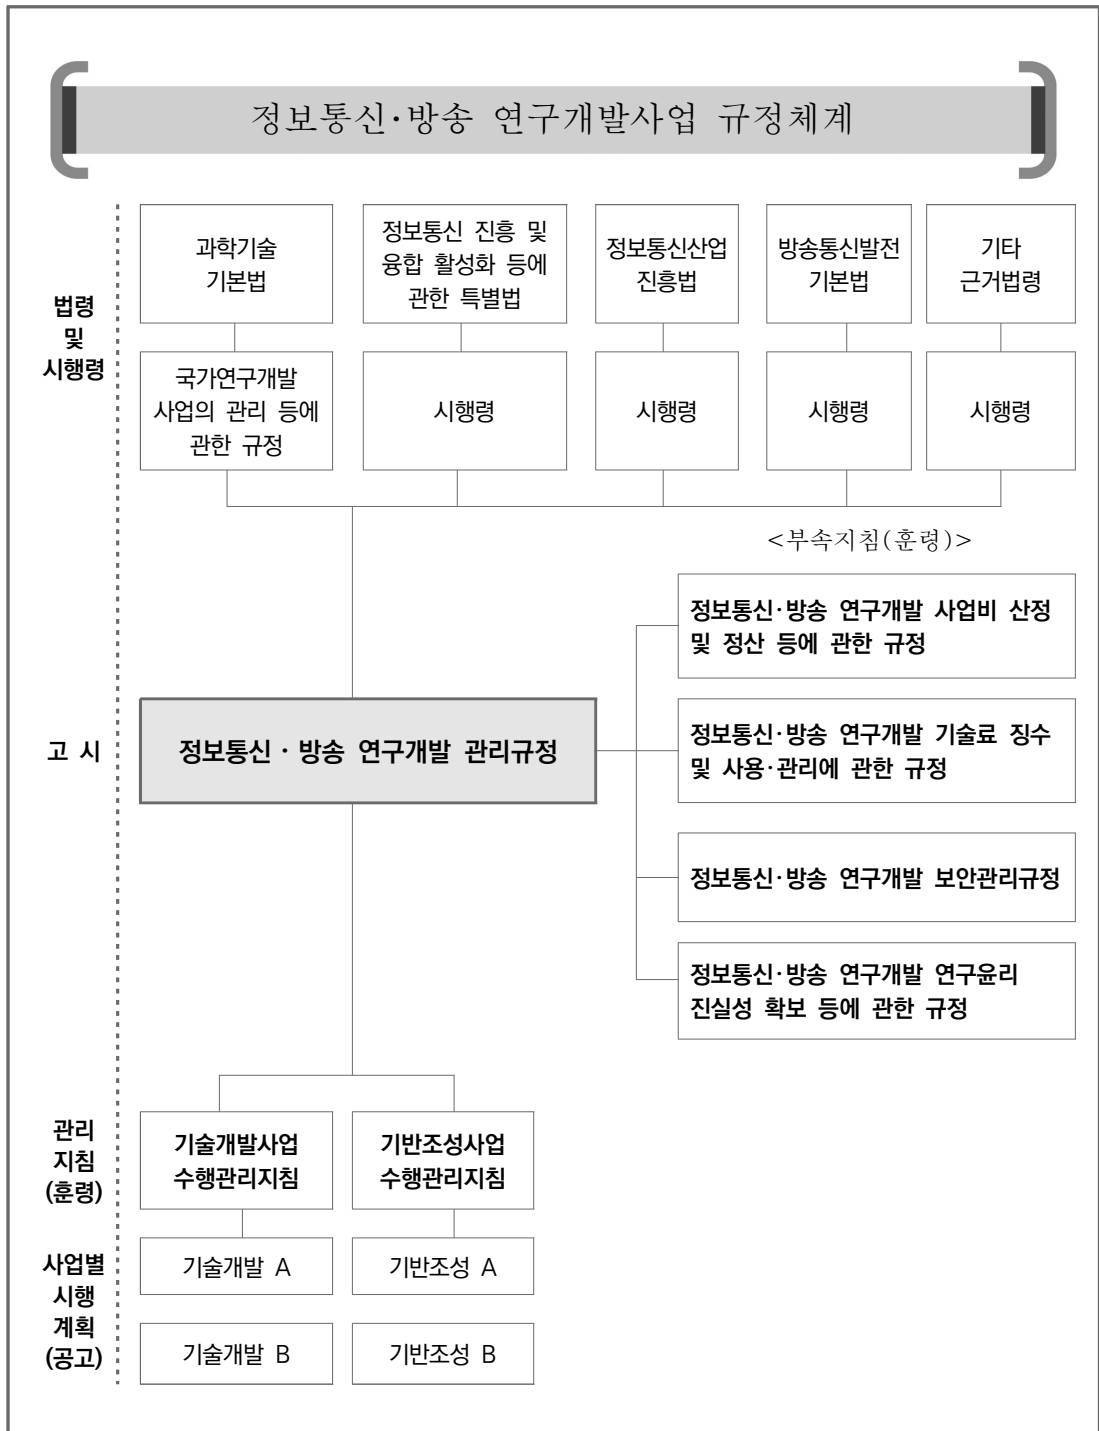 정보통신·방송 연구개발사업 규정체계
법령
및
시행령
과학기술
기본법
정보통신 진흥 및
융합 활성화 등에
관한 특별법
정보통신산업
진흥법
방송통신발전
기본법
기타
근거법령
국가연구개발
사업의 관리 등에
관한 규정
시행령
시행령
시행령
시행령
<부속지침(훈령)>
고 시
정보통신 · 방송 연구개발 관리규정
정보통신·방송 연구개발 사업비 산정
및 정산 등에 관한 규정
정보통신·방송 연구개발 기술료 징수
및 사용·관리에 관한 규정
정보통신·방송 연구개발 보안관리규정
정보통신·방송 연구개발 연구윤리
진실성 확보 등에 관한 규정
관리
지침
(훈령)
기술개발사업
수행관리지침
기반조성사업
수행관리지침
사업별
시행
계획
(공고)
기술개발 A
기반조성 A
기술개발 B
기반조성 B